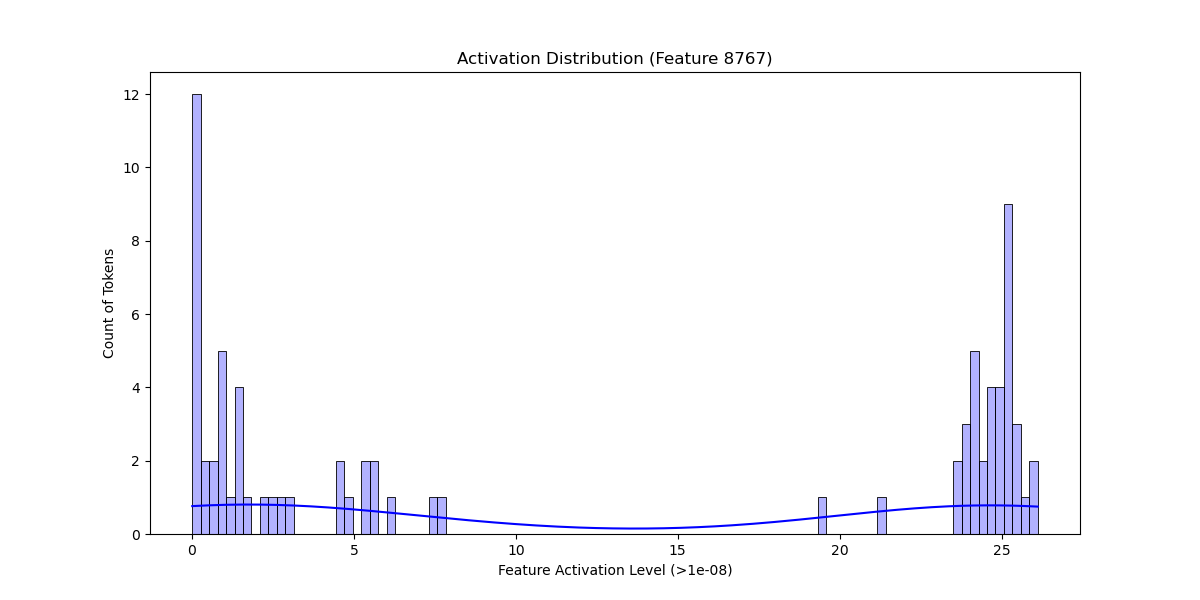 Activation Distribution (Feature 8767)
Count of Tokens
12
10
8
6
4
2
0
0 5 10 15 20 25
Feature Activation Level (>1e-08)